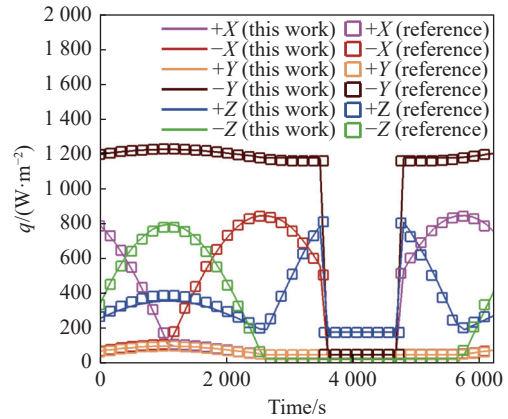 2 000
1 800
1 600
1 400
1 200
1 000
800
600
400
200
0
q/(W·m⁻²)
+X (this work) +X (reference)
−X (this work) −X (reference)
+Y (this work) +Y (reference)
−Y (this work) −Y (reference)
+Z (this work) +Z (reference)
−Z (this work) −Z (reference)
0 2 000 4 000 6 000
Time/s